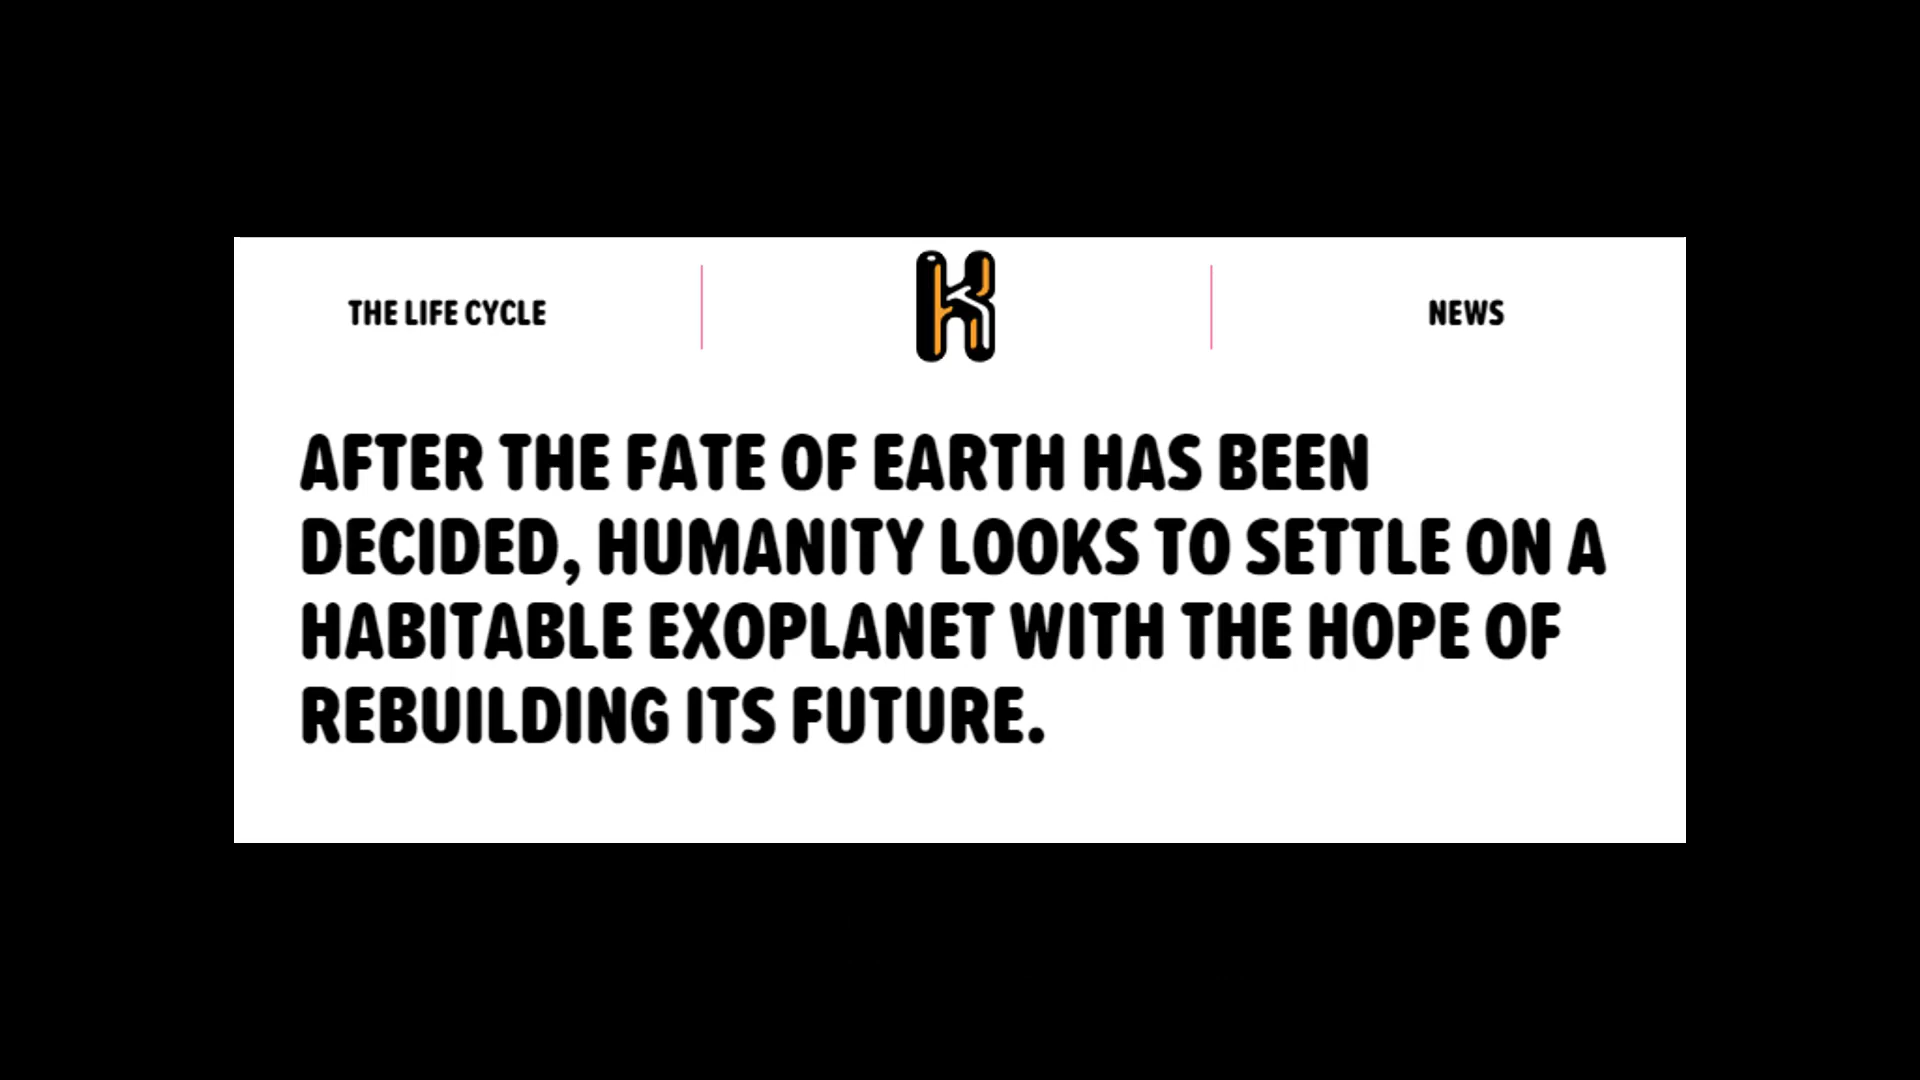 THE LIFE CYCLE
K
NEWS
AFTER THE FATE OF EARTH HAS BEEN
DECIDED, HUMANITY LOOKS TO SETTLE ON A
HABITABLE EXOPLANET WITH THE HOPE OF
REBUILDING ITS FUTURE.